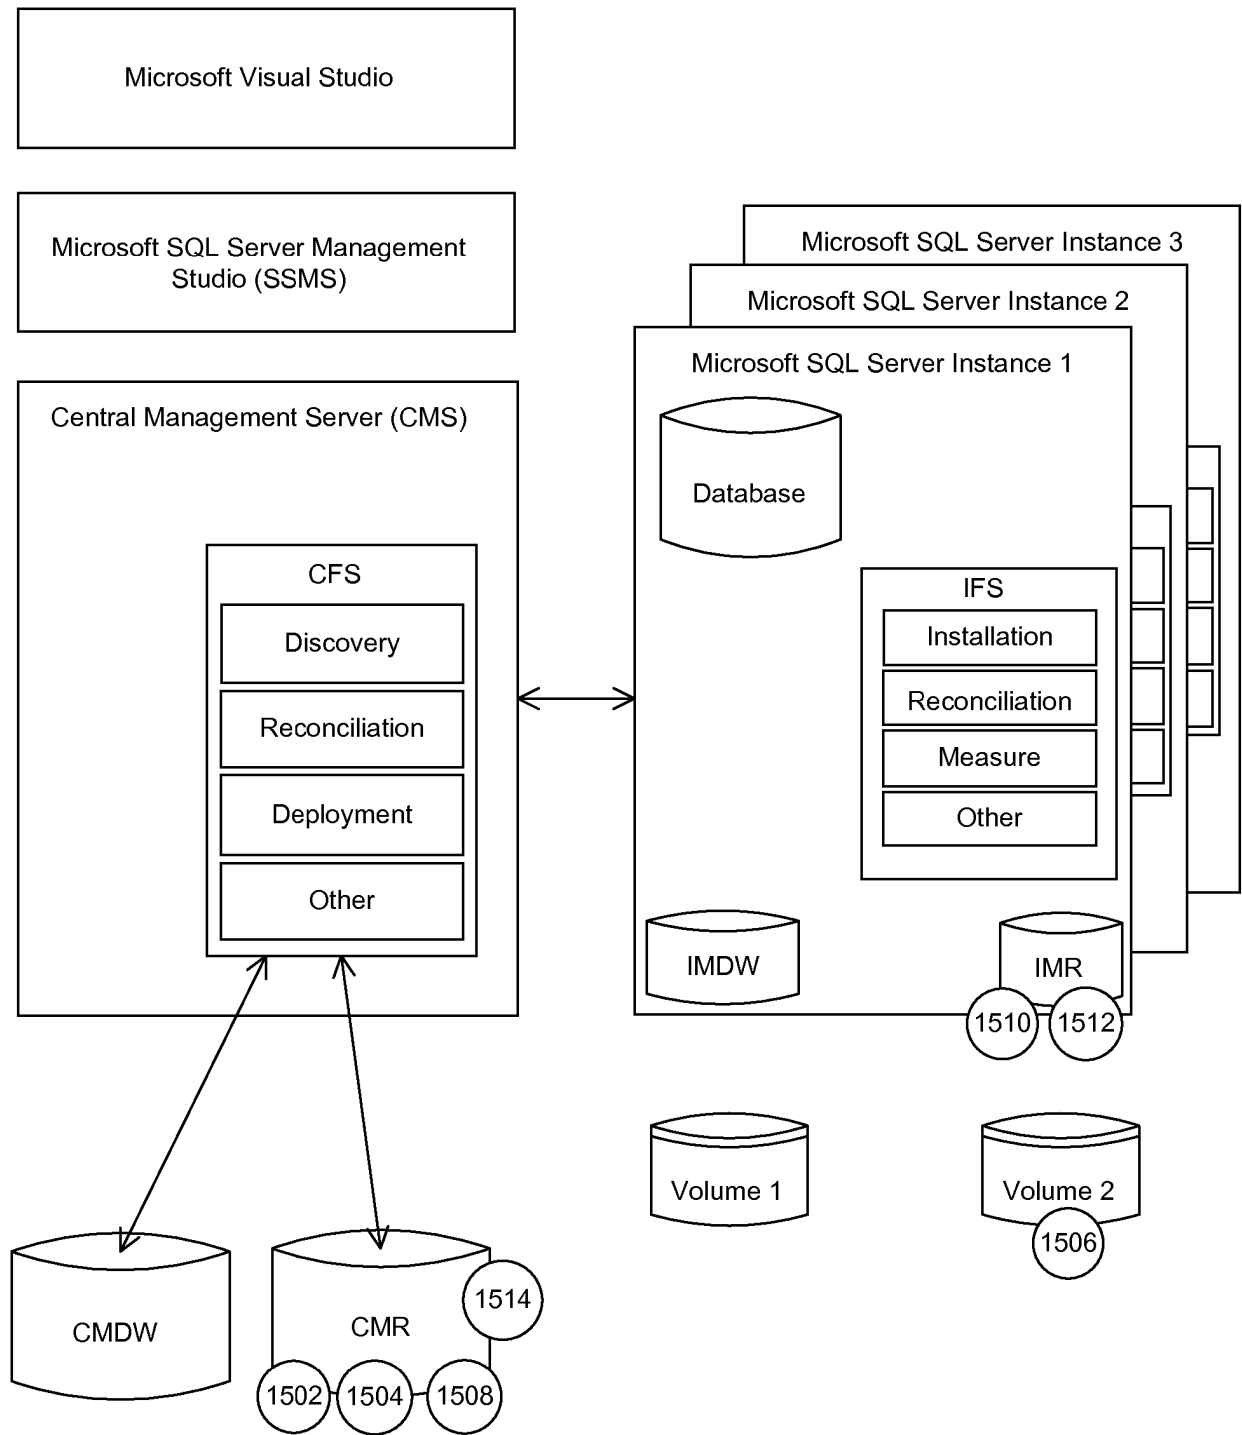 Microsoft Visual Studio
Microsoft SQL Server Management
Studio (SSMS)
Central Management Server (CMS)
CFS
Discovery
Reconciliation
Deployment
Other
Microsoft SQL Server Instance 3
Microsoft SQL Server Instance 2
Microsoft SQL Server Instance 1
Database
IFS
Installation
Reconciliation
Measure
Other
IMDW
IMR
1510
1512
Volume 1
Volume 2
1506
CMDW
CMR
1514
1502
1504
1508